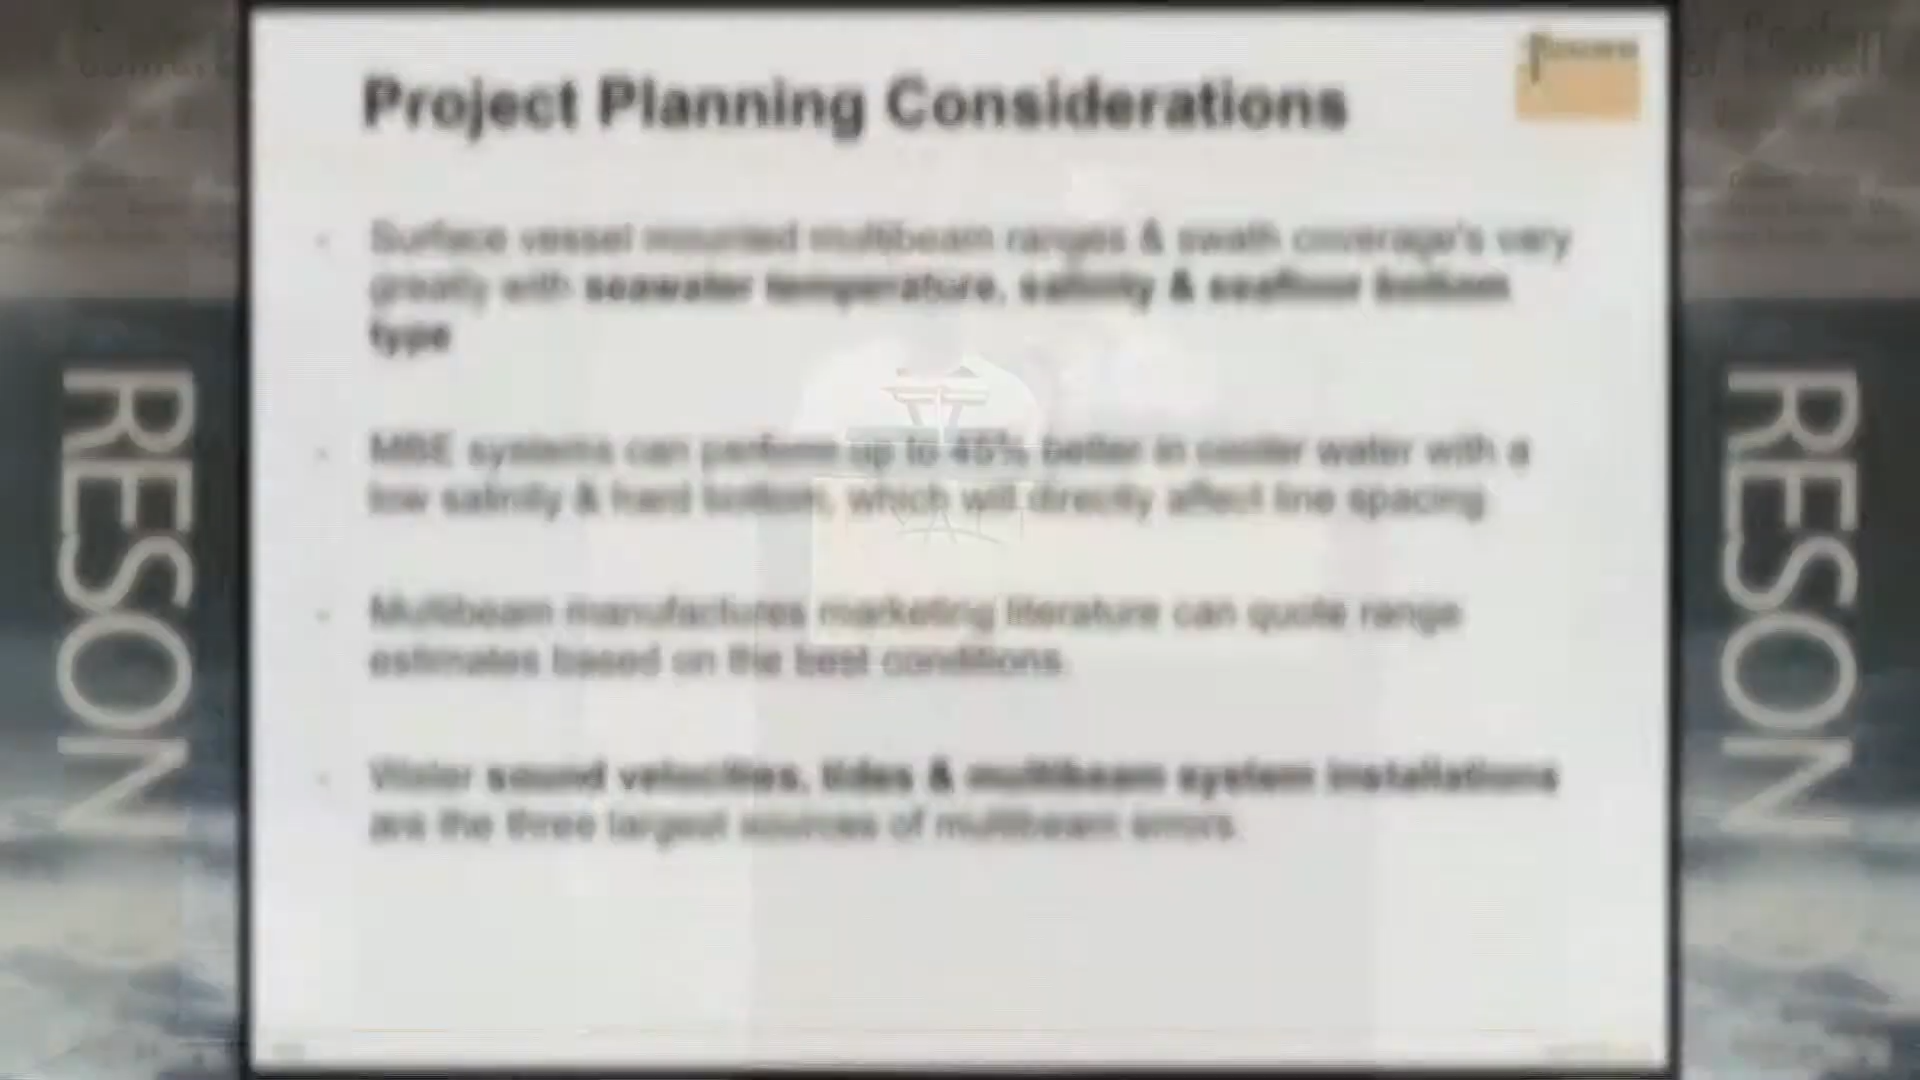 Project Planning Considerations
Surface vessel mounted multibeam ranges & swath coverage's vary
greatly with seawater temperature, salinity & seafloor bottom
type
MBE systems can perform up to 45% better in cooler water with a
low salinity & hard bottom, which will directly affect line spacing
Multibeam manufactures marketing literature can quote range
estimates based on the best conditions.
Water sound velocities, tides & multibeam system installations
are the three largest sources of multibeam errors.
RESON
RESON